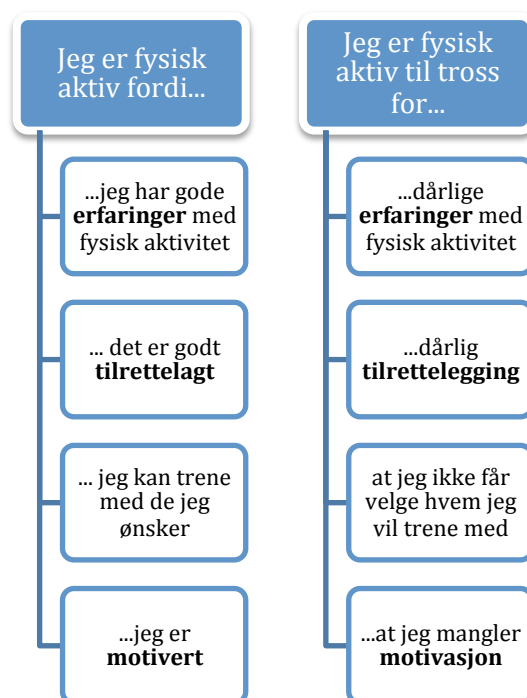 Jeg er fysisk
aktiv fordi...
...jeg har gode
erfaringer med
fysisk aktivitet
... det er godt
tilrettelagt
... jeg kan trene
med de jeg
ønsker
...jeg er
motivert
Jeg er fysisk
aktiv til tross
for...
...dårlige
erfaringer med
fysisk aktivitet
...dårlig
tilrettelegging
at jeg ikke får
velge hvem jeg
vil trene med
...at jeg mangler
motivasjon